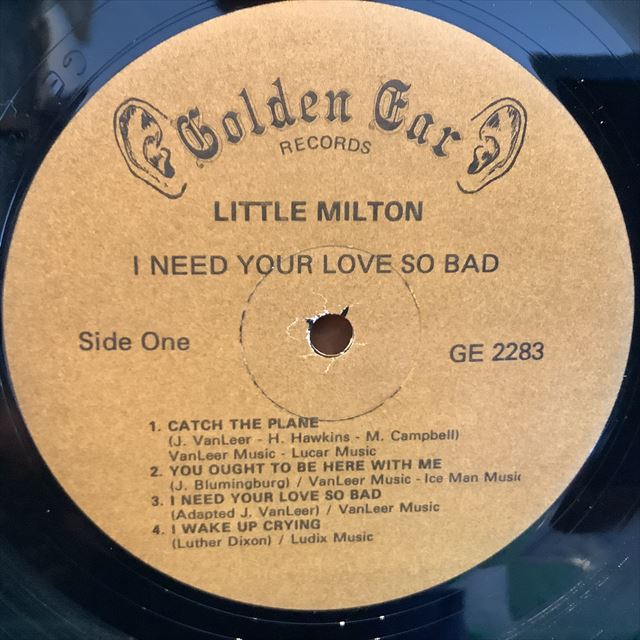 Golden Ear
RECORDS
LITTLE MILTON
I NEED YOUR LOVE SO BAD
Side One
GE 2283
1. CATCH THE PLANE
(J. VanLeer - H. Hawkins - M. Campbell)
VanLeer Music - Lucar Music
2. YOU OUGHT TO BE HERE WITH ME
(J. Blumingburg) / VanLeer Music - Ice Man Music
3. I NEED YOUR LOVE SO BAD
(Adapted J. VanLeer) / VanLeer Music
4. I WAKE UP CRYING
(Luther Dixon) / Ludix Music